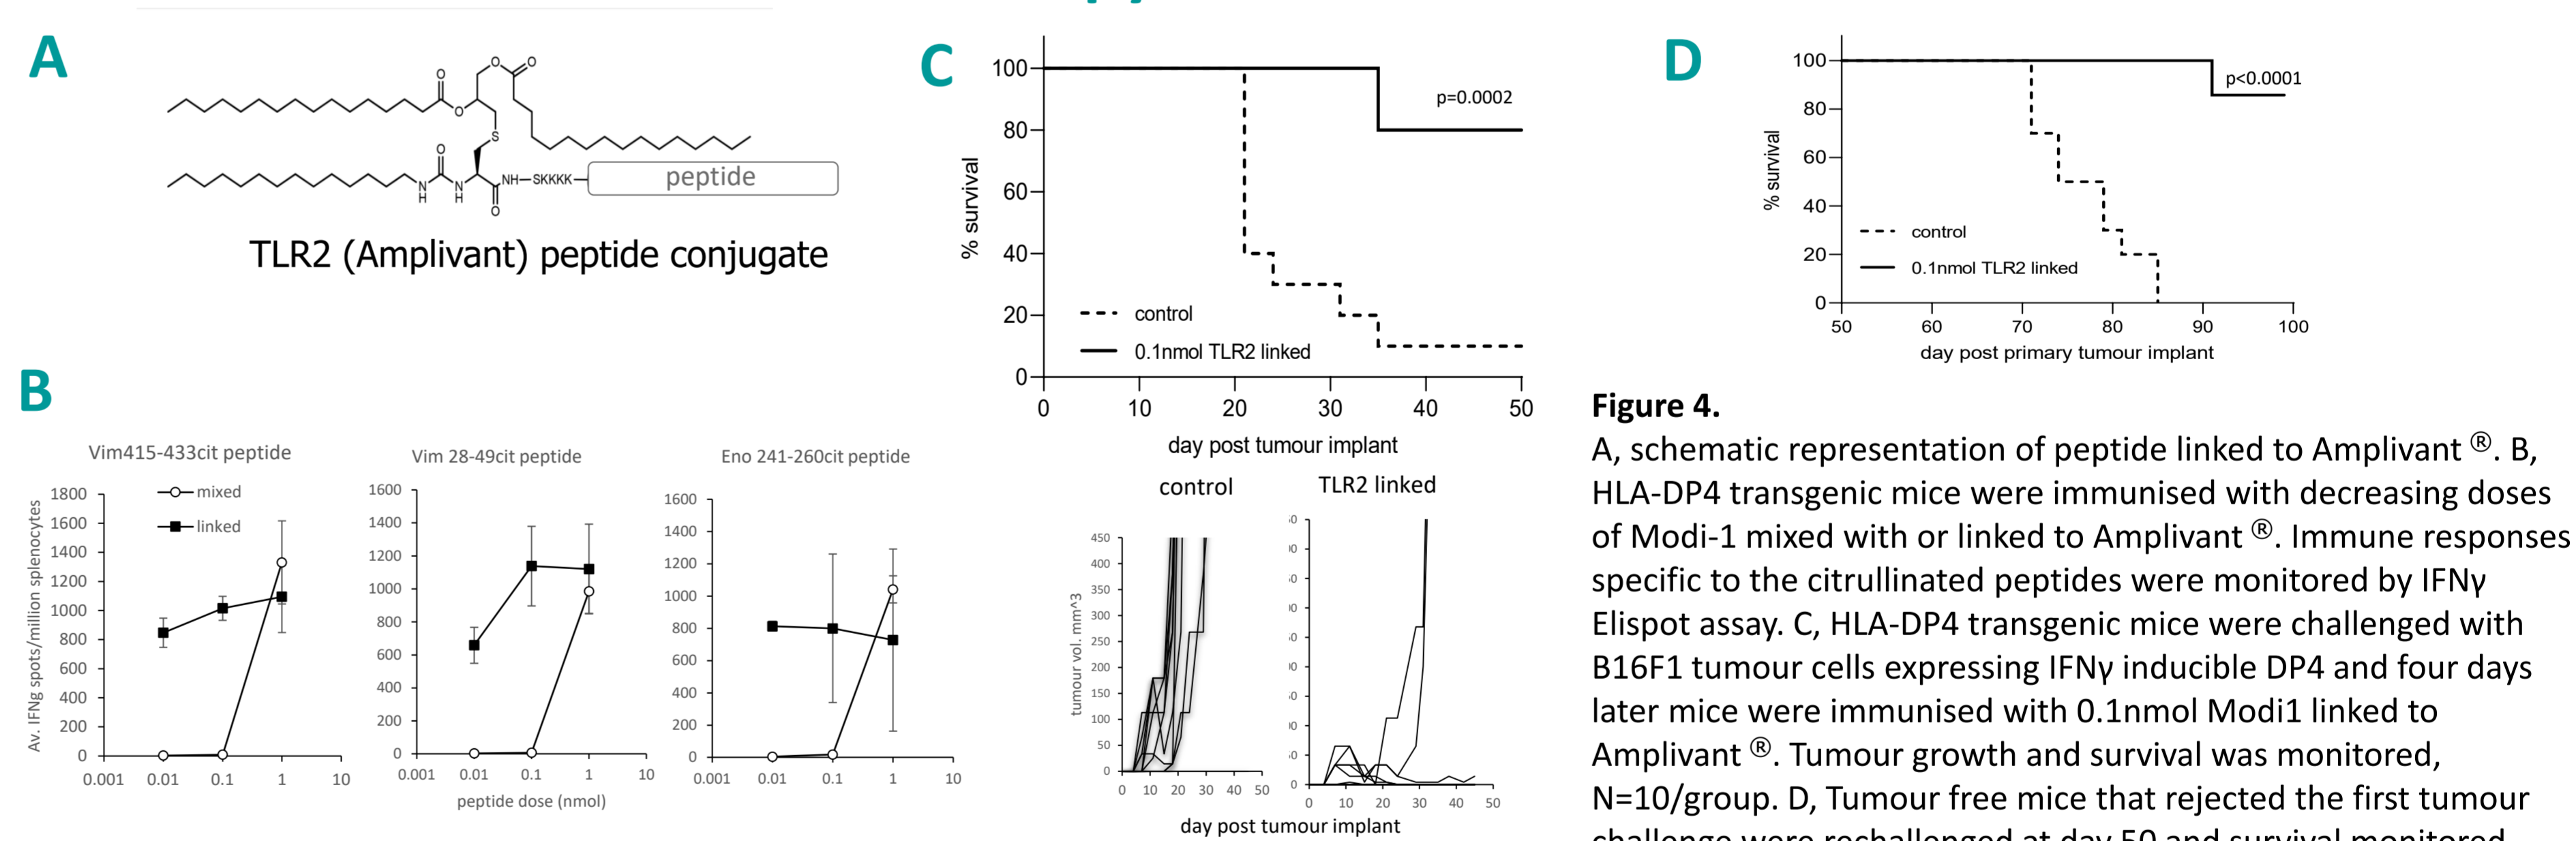 A
O
O
O
O
S
O
N
H
N
H
O
NH
SKKKK
peptide
TLR2 (Amplivant) peptide conjugate
B
Vim415-433cit peptide
mixed
linked
Av. IFNg spots/million splenocytes
1800
1600
1400
1200
1000
800
600
400
200
0
0.001 0.01 0.1 1 10
Vim 28-49cit peptide
1600
1400
1200
1000
800
600
400
200
0
0.001 0.01 0.1 1 10
peptide dose (nmol)
Eno 241-260cit peptide
1600
1400
1200
1000
800
600
400
200
0
0.001 0.01 0.1 1 10
C
% survival
100
80
60
40
20
0
p=0.0002
control
0.1nmol TLR2 linked
0 10 20 30 40 50
day post tumour implant
control
tumour vol. mm^3
450
400
350
300
250
200
150
100
50
0
0 10 20 30 40 50
TLR2 linked
0
0 10 20 30 40 50
day post tumour implant
D
% survival
100
80
60
40
20
0
p<0.0001
control
0.1nmol TLR2 linked
50 60 70 80 90 100
day post primary tumour implant
Figure 4.
A, schematic representation of peptide linked to Amplivant ®. B,
HLA-DP4 transgenic mice were immunised with decreasing doses
of Modi-1 mixed with or linked to Amplivant ®. Immune responses
specific to the citrullinated peptides were monitored by IFNγ
Elispot assay. C, HLA-DP4 transgenic mice were challenged with
B16F1 tumour cells expressing IFNγ inducible DP4 and four days
later mice were immunised with 0.1nmol Modi1 linked to
Amplivant ®. Tumour growth and survival was monitored,
N=10/group. D, Tumour free mice that rejected the first tumour
challenge were rechallenged at day 50 and survival monitored